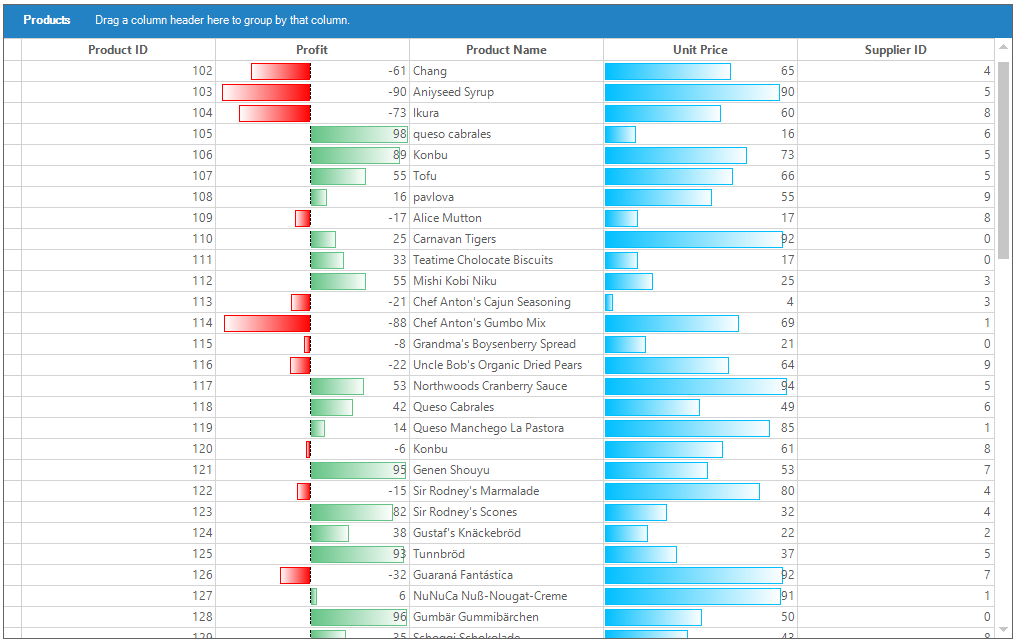 Products Drag a column header here to group by that column.
Product ID Profit Product Name Unit Price Supplier ID
102 -61 Chang 65 4
103 -90 Aniyseed Syrup 90 5
104 -73 Ikura 60 8
105 98 queso cabrales 16 6
106 89 Konbu 73 5
107 55 Tofu 66 5
108 16 pavlova 55 9
109 -17 Alice Mutton 17 8
110 25 Carnavan Tigers 92 0
111 33 Teatime Cholocate Biscuits 17 0
112 55 Mishi Kobi Niku 25 3
113 -21 Chef Anton's Cajun Seasoning 4 3
114 -88 Chef Anton's Gumbo Mix 69 1
115 -8 Grandma's Boysenberry Spread 21 0
116 -22 Uncle Bob's Organic Dried Pears 64 9
117 53 Northwoods Cranberry Sauce 94 5
118 42 Queso Cabrales 49 6
119 14 Queso Manchego La Pastora 85 1
120 -6 Konbu 61 8
121 95 Genen Shouyu 53 7
122 -15 Sir Rodney's Marmalade 80 4
123 82 Sir Rodney's Scones 32 4
124 38 Gustaf's Knäckebröd 22 2
125 93 Tunnbröd 37 5
126 -32 Guaraná Fantástica 92 7
127 6 NuNuCa Nuß-Nougat-Creme 91 1
128 96 Gumbär Gummibärchen 50 0
129 35 Schoggi Schokolade 43